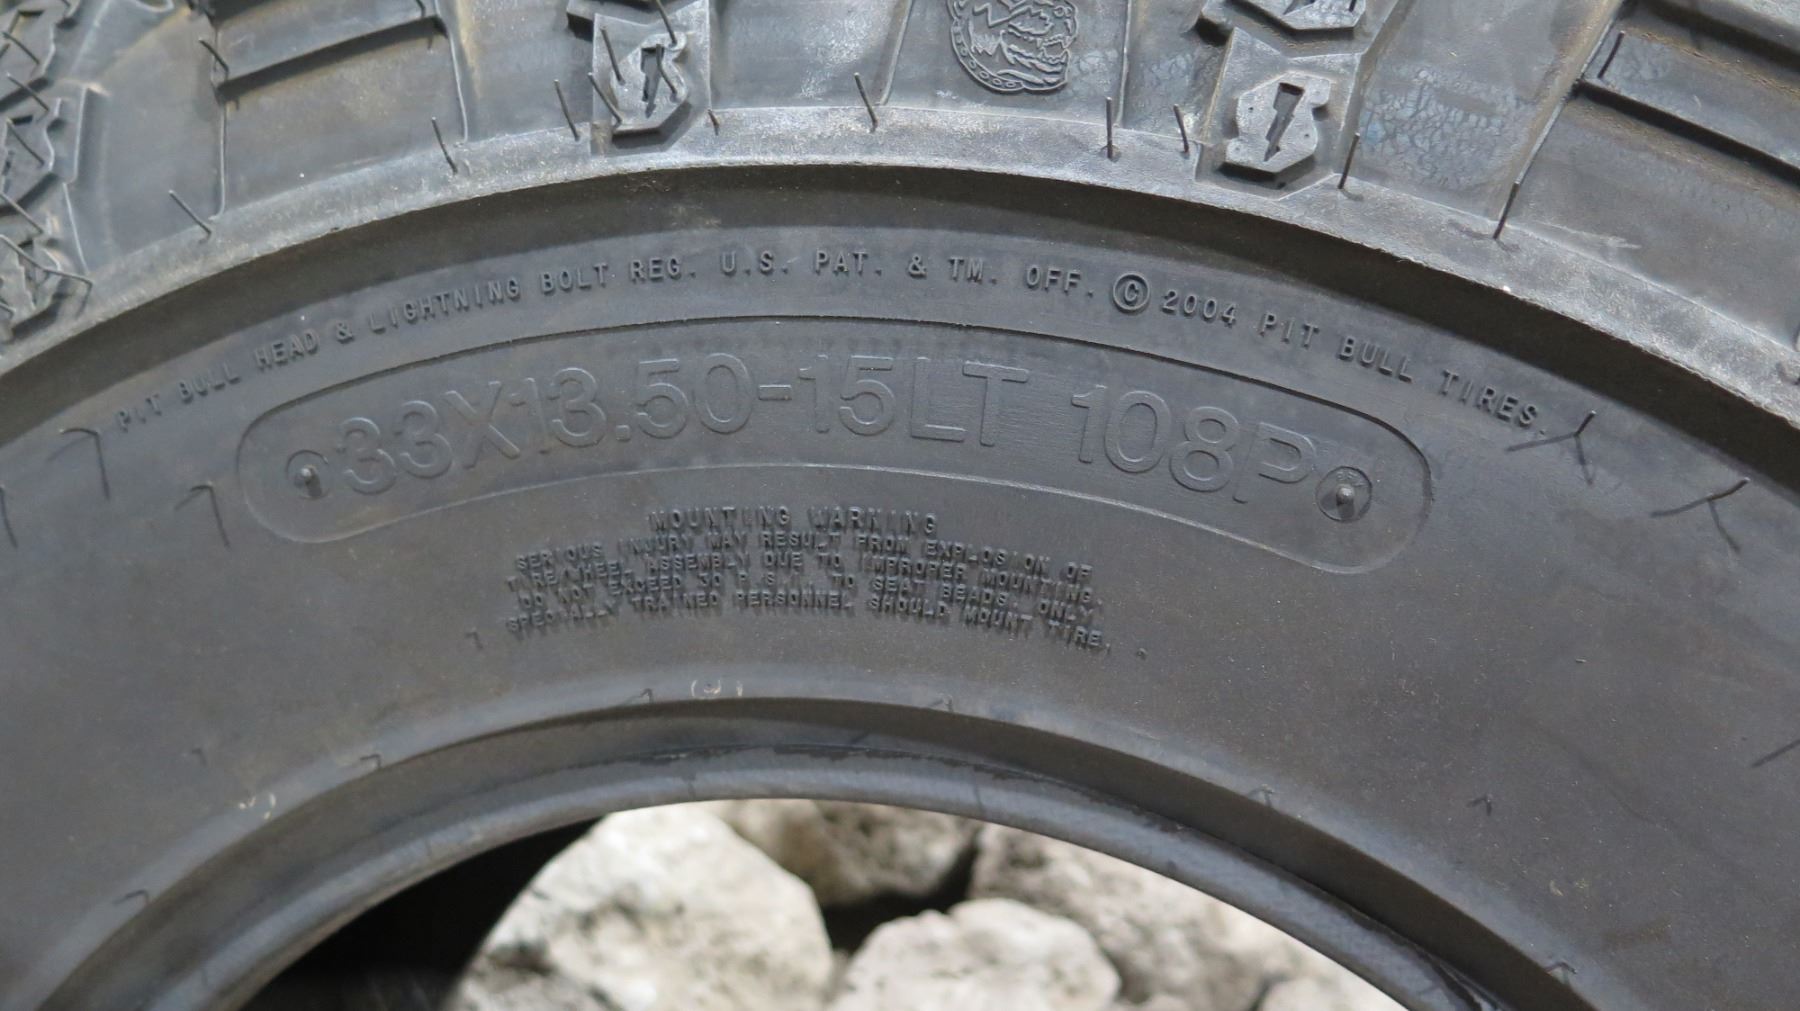 PIT BULL HEAD & LIGHTNING BOLT REG. U.S. PAT. & TM. OFF. © 2004 PIT BULL TIRES.
33X13.50-15LT 108P
MOUNTING WARNING
SERIOUS INJURY MAY RESULT FROM EXPLOSION OF
TIRE/WHEEL ASSEMBLY DUE TO IMPROPER MOUNTING.
DO NOT EXCEED 30 P.S.I. TO SEAT BEADS. ONLY
SPECIALLY TRAINED PERSONNEL SHOULD MOUNT TIRE.